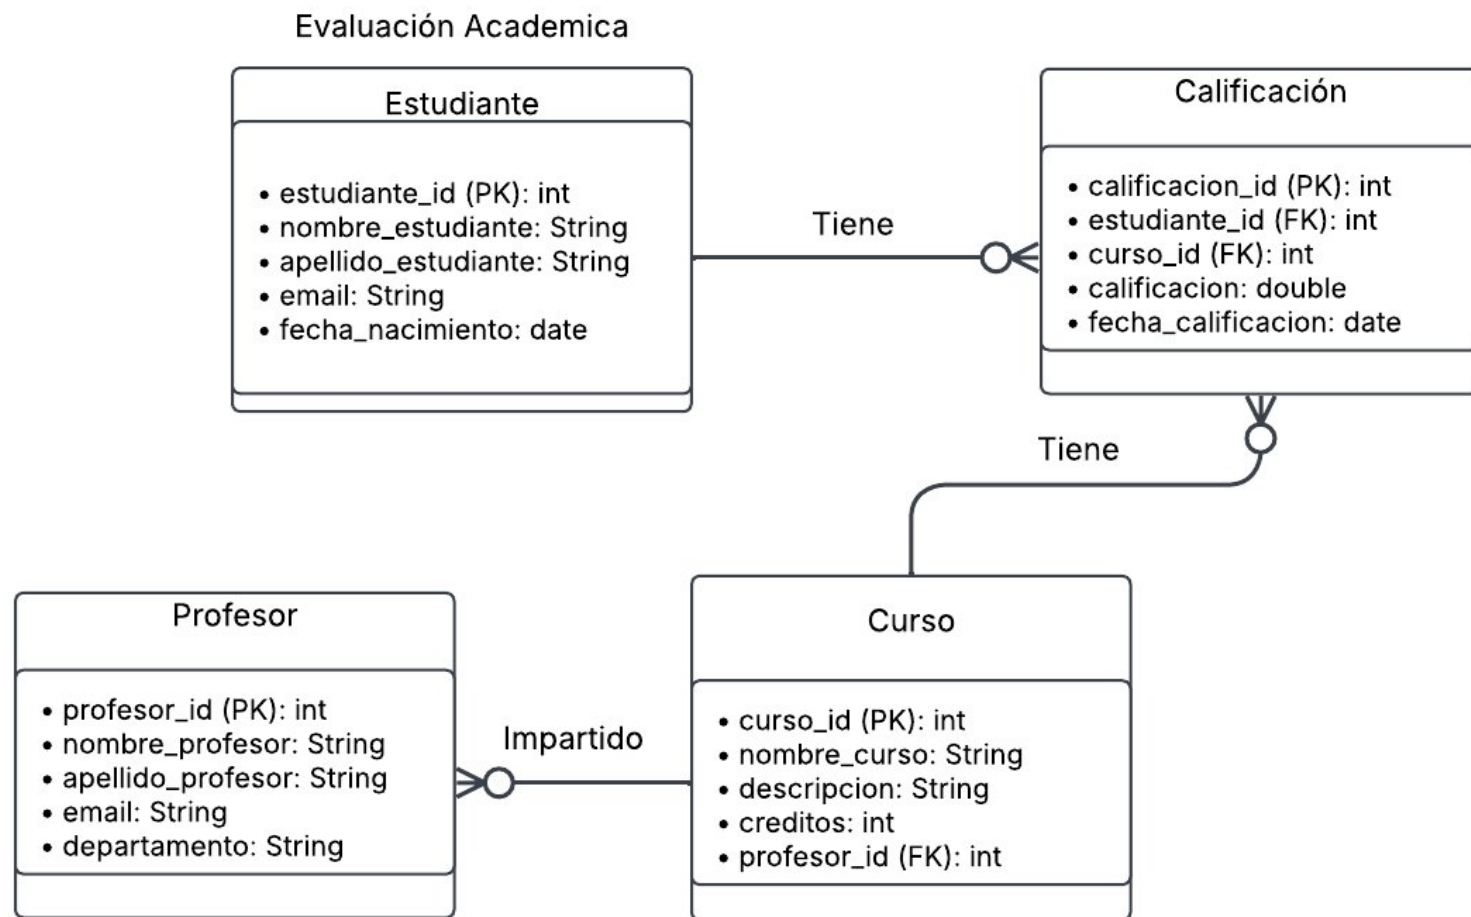 Evaluación Academica
Estudiante
• estudiante_id (PK): int
• nombre_estudiante: String
• apellido_estudiante: String
• email: String
• fecha_nacimiento: date
Tiene
Calificación
• calificacion_id (PK): int
• estudiante_id (FK): int
• curso_id (FK): int
• calificacion: double
• fecha_calificacion: date
Tiene
Profesor
• profesor_id (PK): int
• nombre_profesor: String
• apellido_profesor: String
• email: String
• departamento: String
Impartido
Curso
• curso_id (PK): int
• nombre_curso: String
• descripcion: String
• creditos: int
• profesor_id (FK): int